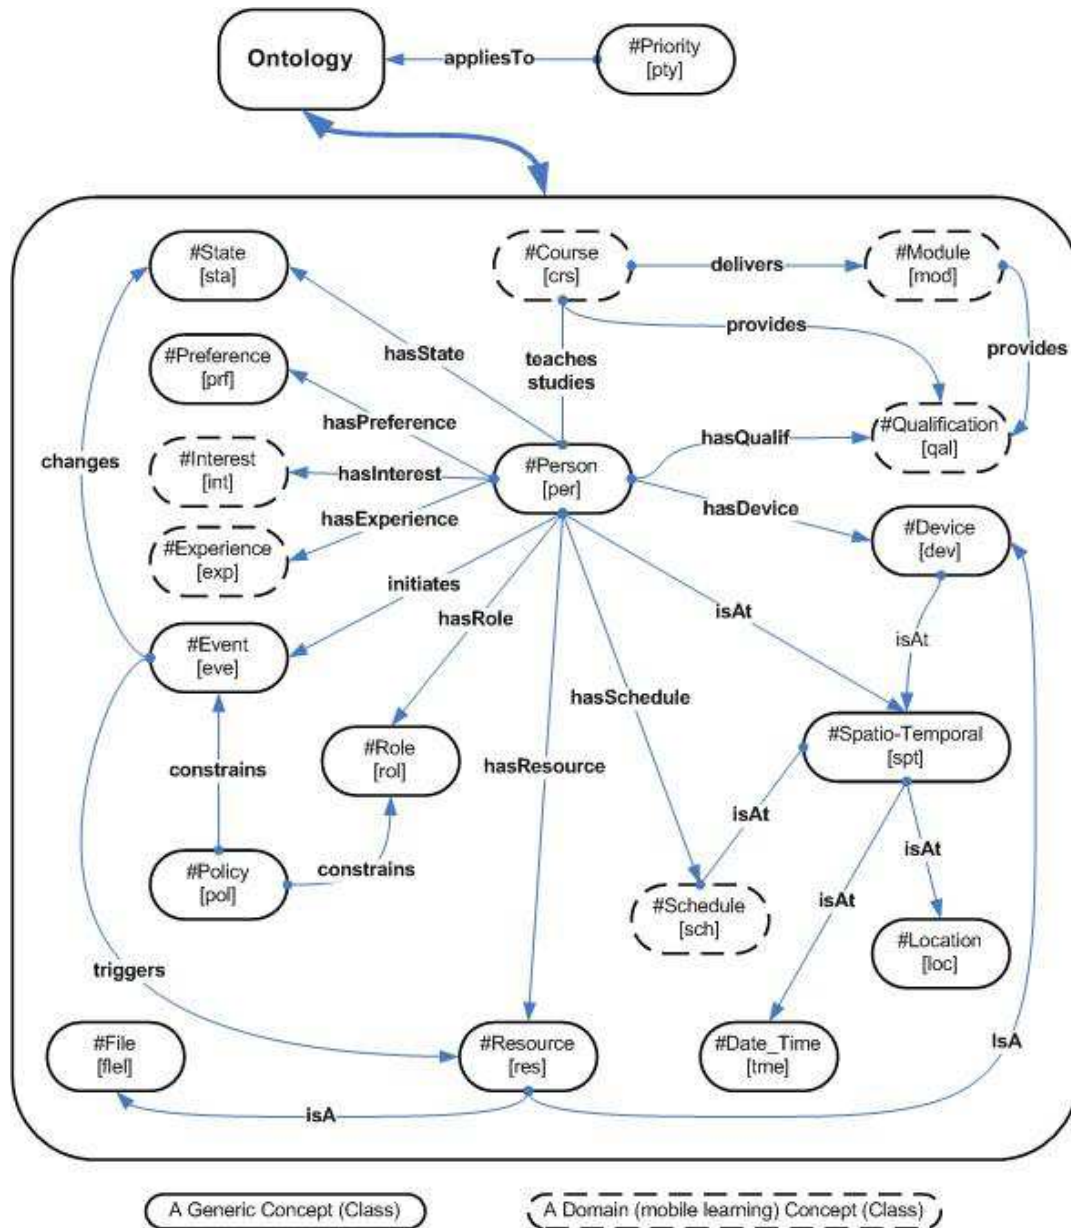 Ontology
appliesTo
#Priority
[pty]
#State
[sta]
#Course
[crs]
delivers
#Module
[mod]
provides
hasState
teaches
studies
provides
#Preference
[prf]
hasPreference
hasQualif
#Qualification
[qal]
changes
#Interest
[int]
hasInterest
#Person
[per]
hasExperience
hasDevice
#Experience
[exp]
#Device
[dev]
initiates
hasRole
isAt
isAt
#Event
[eve]
hasSchedule
#Role
[rol]
#Spatio-Temporal
[spt]
constrains
hasResource
isAt
isAt
#Policy
[pol]
constrains
isAt
#Schedule
[sch]
#Location
[loc]
triggers
#File
[flel]
#Resource
[res]
#Date_Time
[tme]
IsA
isA
A Generic Concept (Class)
A Domain (mobile learning) Concept (Class)